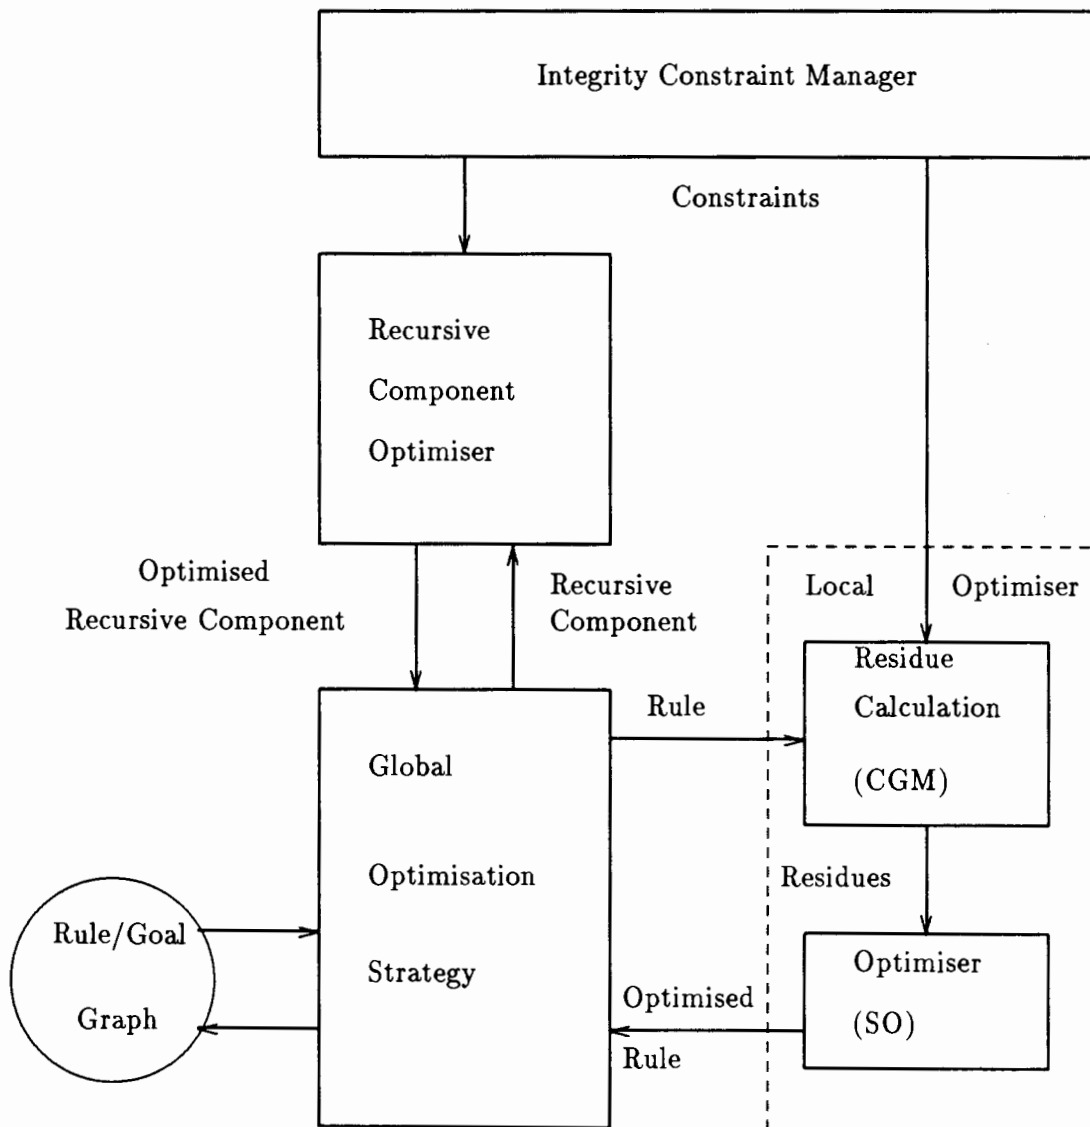 Integrity Constraint Manager
Constraints
Recursive
Component
Optimiser
Optimised
Recursive Component
Recursive
Component
Local Optimiser
Residue
Calculation
(CGM)
Rule
Global
Optimisation
Strategy
Residues
Rule/Goal
Graph
Optimiser
(SO)
Optimised
Rule